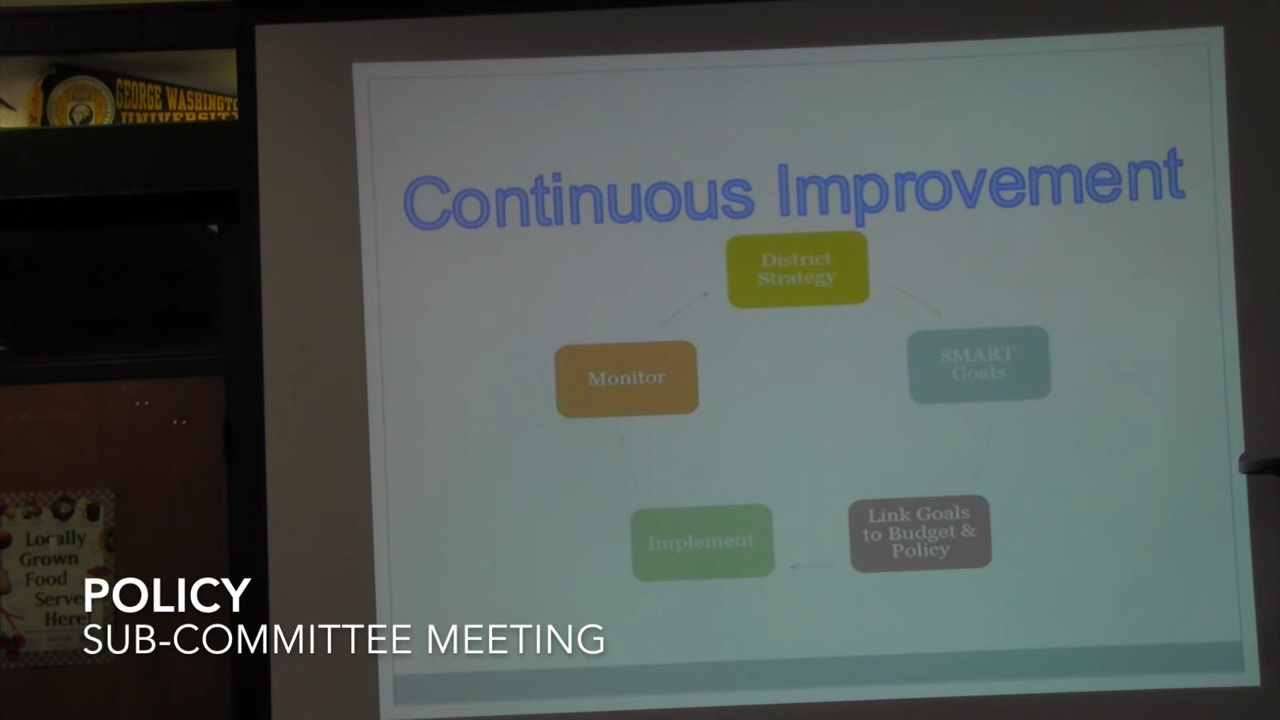 GEORGE WASHINGTON
UNIVERSITY
Continuous Improvement
District
Strategy
SMART
Goals
Monitor
Link Goals
to Budget &
Policy
Implement
Locally
Grown
Food
Served
Here!
POLICY
SUB-COMMITTEE MEETING